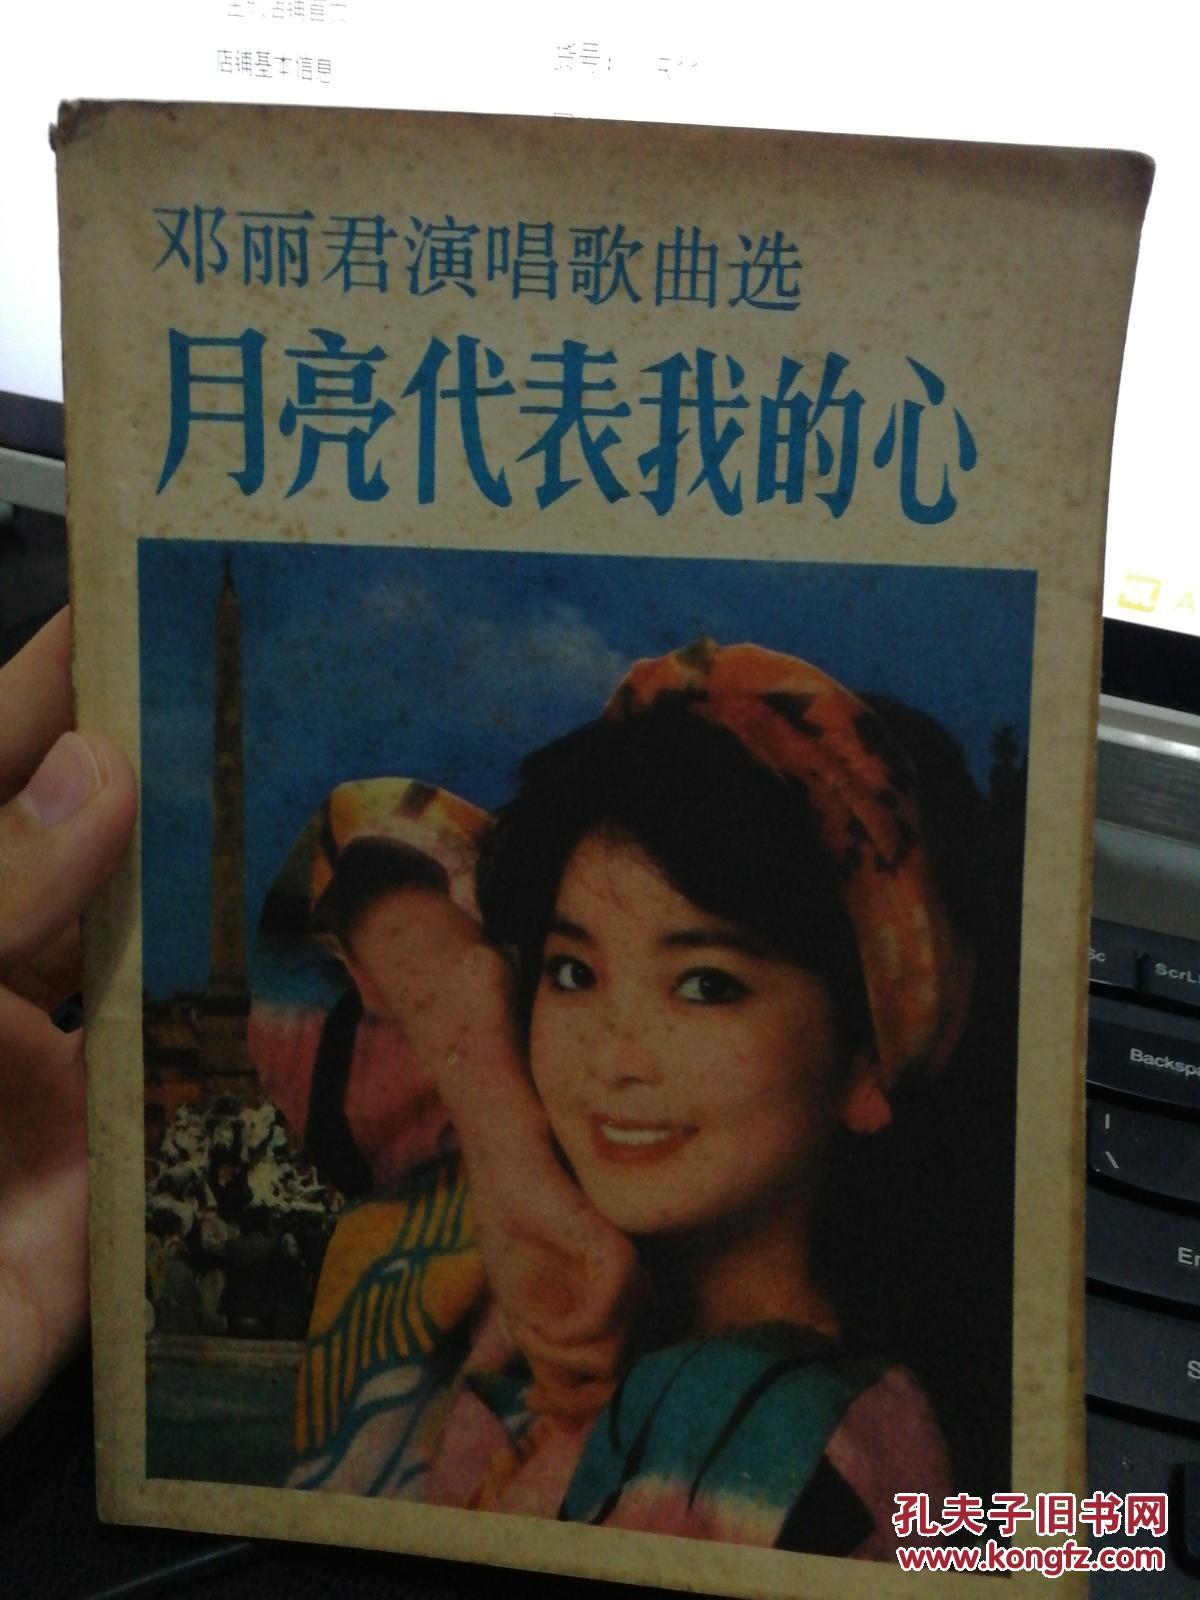 店铺基本信息
邓丽君演唱歌曲选
月亮代表我的心
ScrL
Backspa
孔夫子旧书网
www.kongfz.com